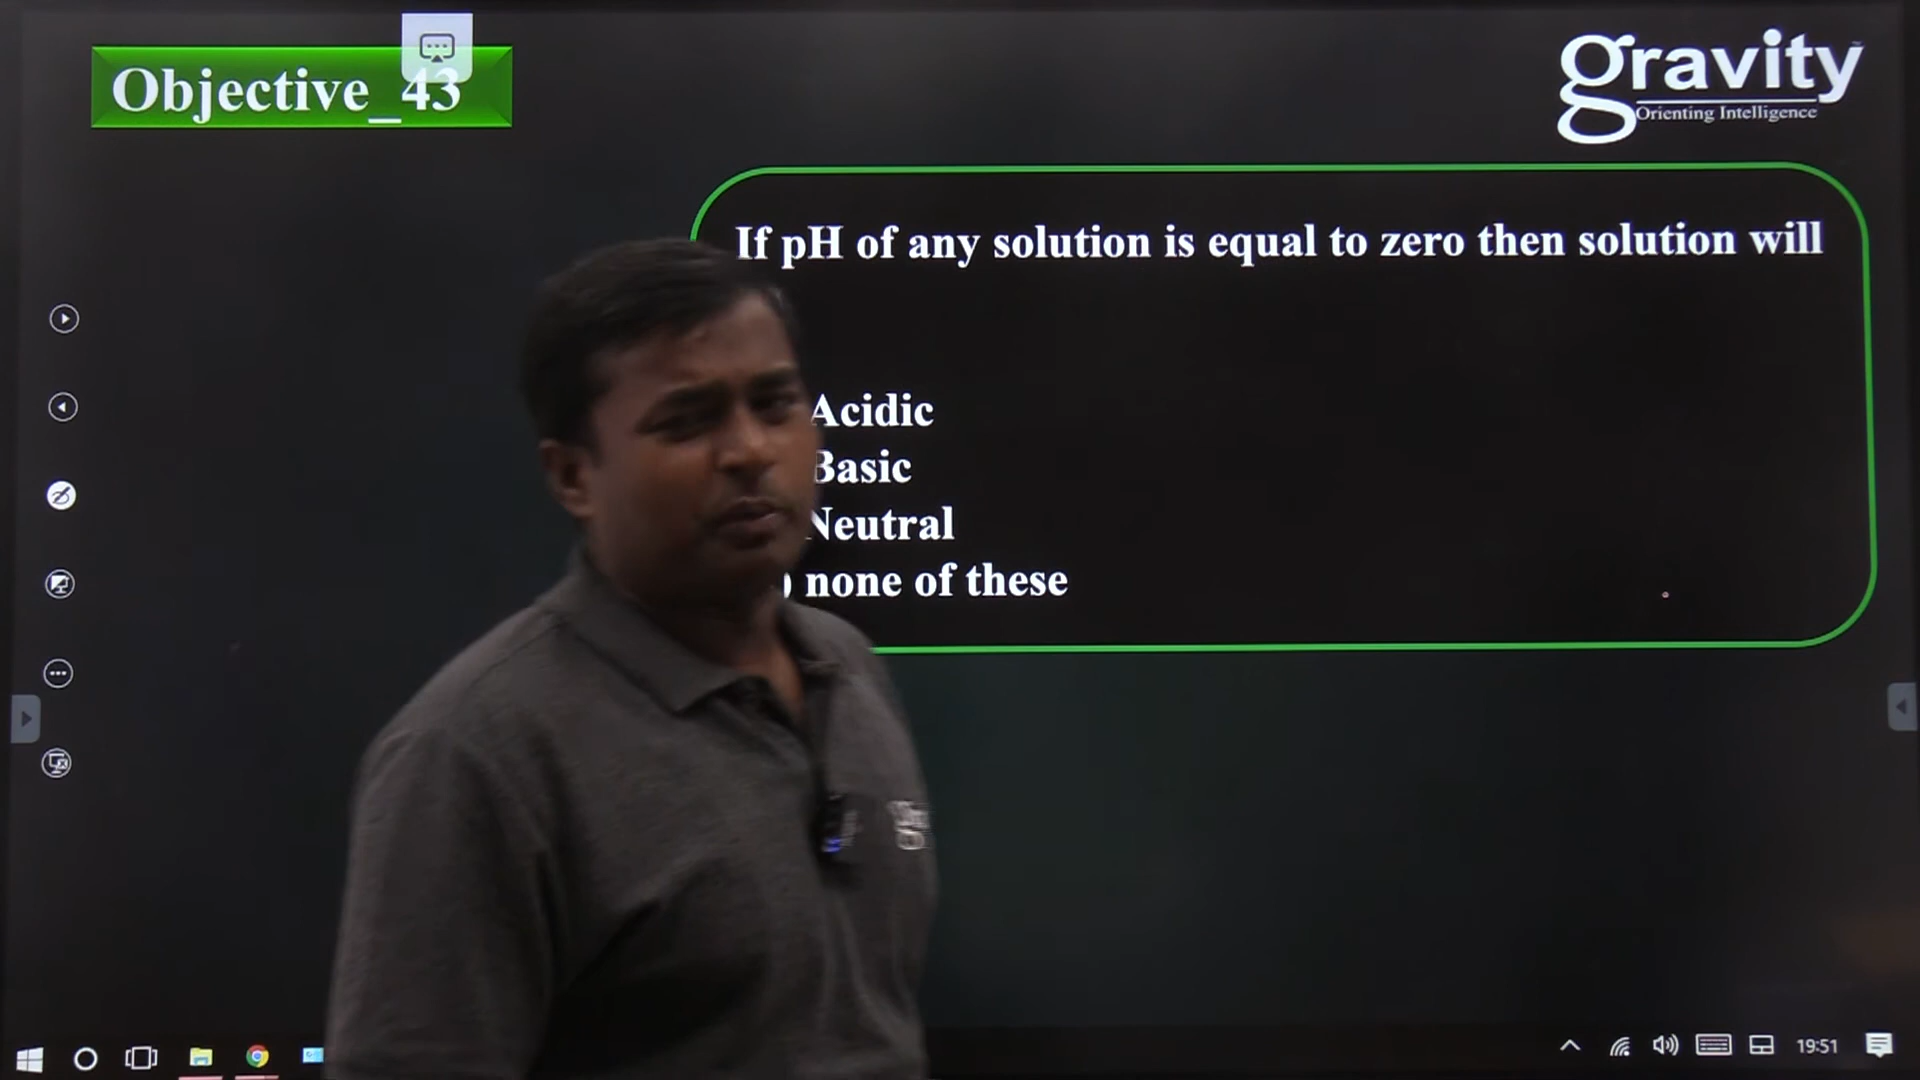 Objective_43
gravity
Orienting Intelligence
If pH of any solution is equal to zero then solution will
Acidic
Basic
Neutral
) none of these
19:51